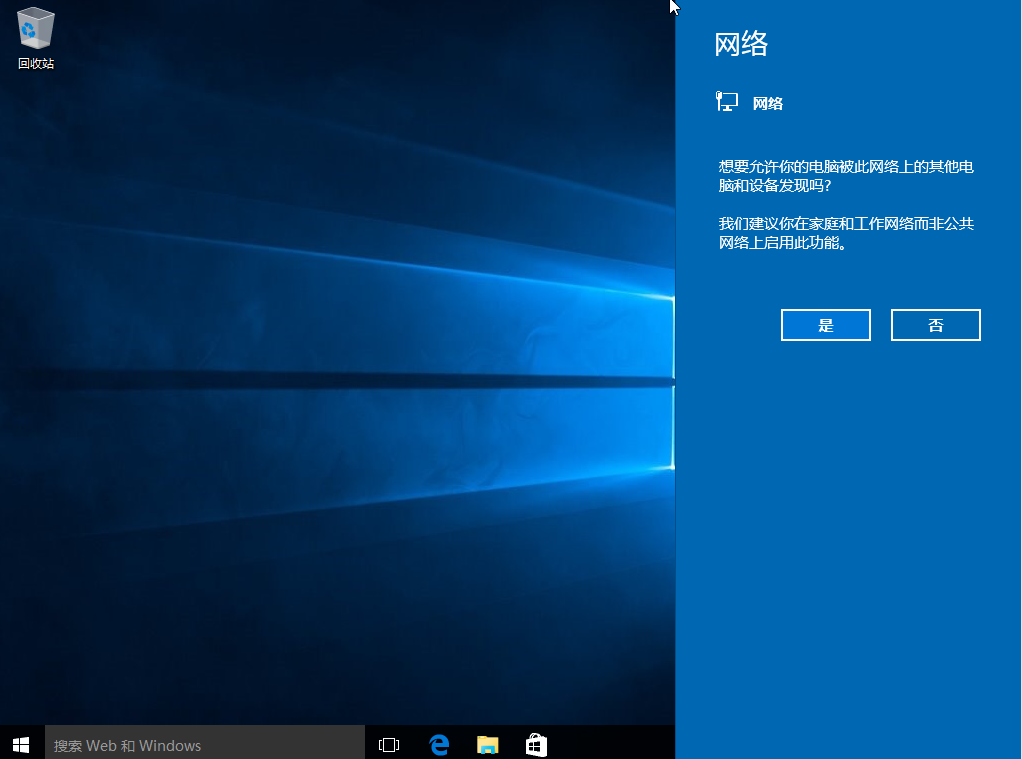 回收站
网络
网络
想要允许你的电脑被此网络上的其他电
脑和设备发现吗?
我们建议你在家庭和工作网络而非公共
网络上启用此功能。
是
否
搜索 Web 和 Windows